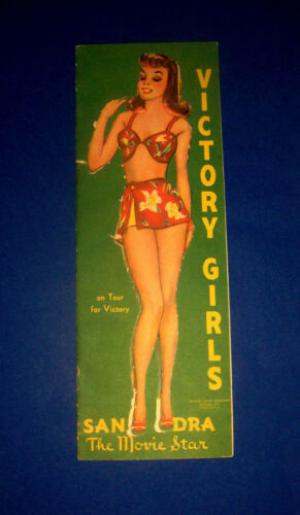 VICTORY GIRLS
on Tour
for Victory
SANDRA
The Movie Star